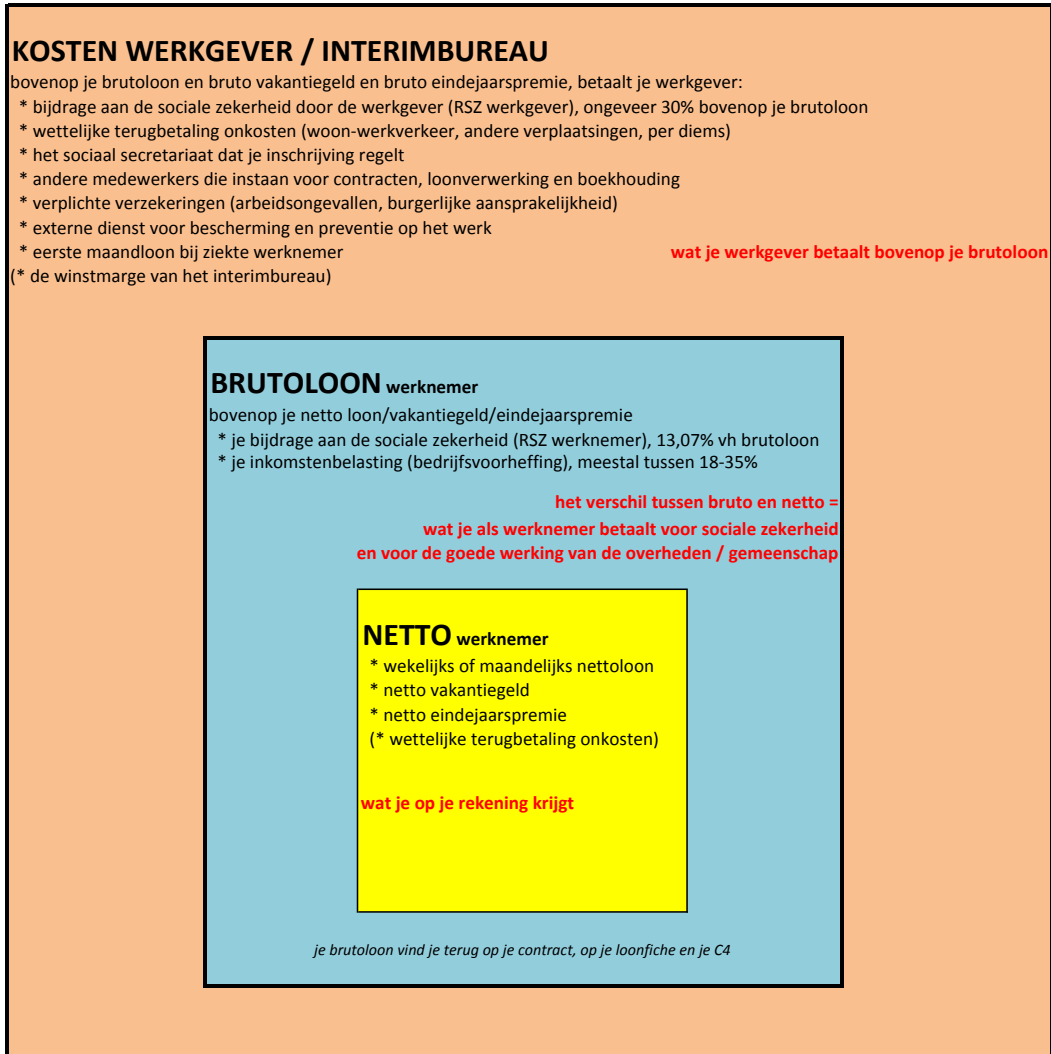 KOSTEN WERKGEVER / INTERIMBUREAU
bovenop je brutoloon en bruto vakantiegeld en bruto eindejaarspremie, betaalt je werkgever:
* bijdrage aan de sociale zekerheid door de werkgever (RSZ werkgever), ongeveer 30% bovenop je brutoloon
* wettelijke terugbetaling onkosten (woon-werkverkeer, andere verplaatsingen, per diems)
* het sociaal secretariaat dat je inschrijving regelt
* andere medewerkers die instaan voor contracten, loonverwerking en boekhouding
* verplichte verzekeringen (arbeidsongevallen, burgerlijke aansprakelijkheid)
* externe dienst voor bescherming en preventie op het werk
* eerste maandloon bij ziekte werknemer wat je werkgever betaalt bovenop je brutoloon
(* de winstmarge van het interimbureau)
BRUTOLOON werknemer
bovenop je netto loon/vakantiegeld/eindejaarspremie
* je bijdrage aan de sociale zekerheid (RSZ werknemer), 13,07% vh brutoloon
* je inkomstenbelasting (bedrijfsvoorheffing), meestal tussen 18-35%
het verschil tussen bruto en netto =
wat je als werknemer betaalt voor sociale zekerheid
en voor de goede werking van de overheden / gemeenschap
NETTO werknemer
* wekelijks of maandelijks nettoloon
* netto vakantiegeld
* netto eindejaarspremie
(* wettelijke terugbetaling onkosten)
wat je op je rekening krijgt
je brutoloon vind je terug op je contract, op je loonfiche en je C4